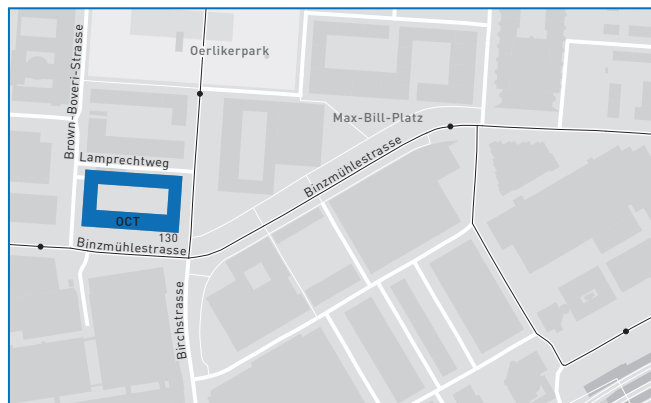 Oerlikerpark
Brown-Boveri-Strasse
Max-Bill-Platz
Lamprechtweg
Binzmühlestrasse
OCT
130
Binzmühlestrasse
Birchstrasse